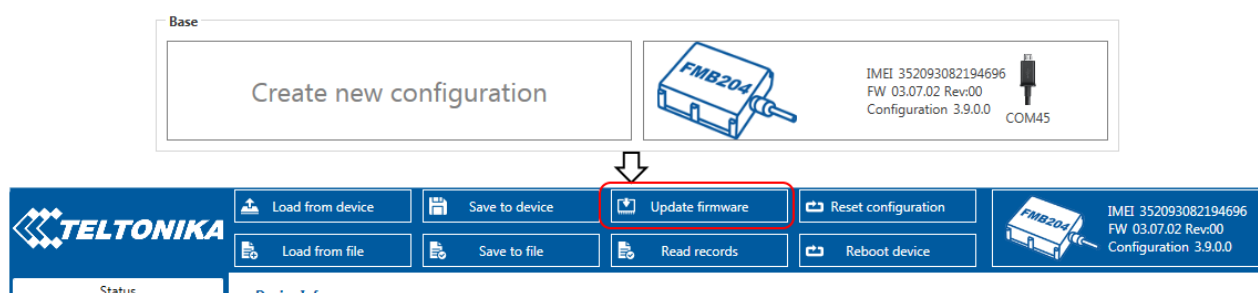 Base
Create new configuration
FMB204
IMEI 352093082194696
FW 03.07.02 Rev:00
Configuration 3.9.0.0
COM45
TELTONIKA
Load from device
Save to device
Update firmware
Reset configuration
Load from file
Save to file
Read records
Reboot device
FMB204
IMEI 352093082194696
FW 03.07.02 Rev:00
Configuration 3.9.0.0
Status